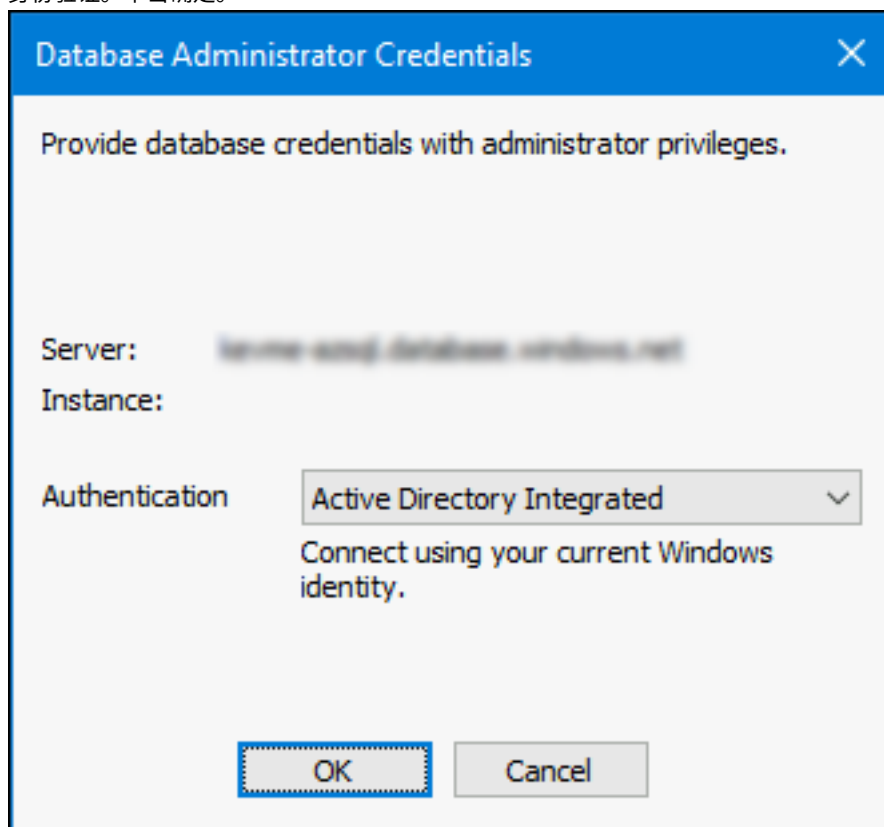 Database Administrator Credentials
Provide database credentials with administrator privileges.
Server:
Instance:
Authentication
Active Directory Integrated
Connect using your current Windows
identity.
OK
Cancel